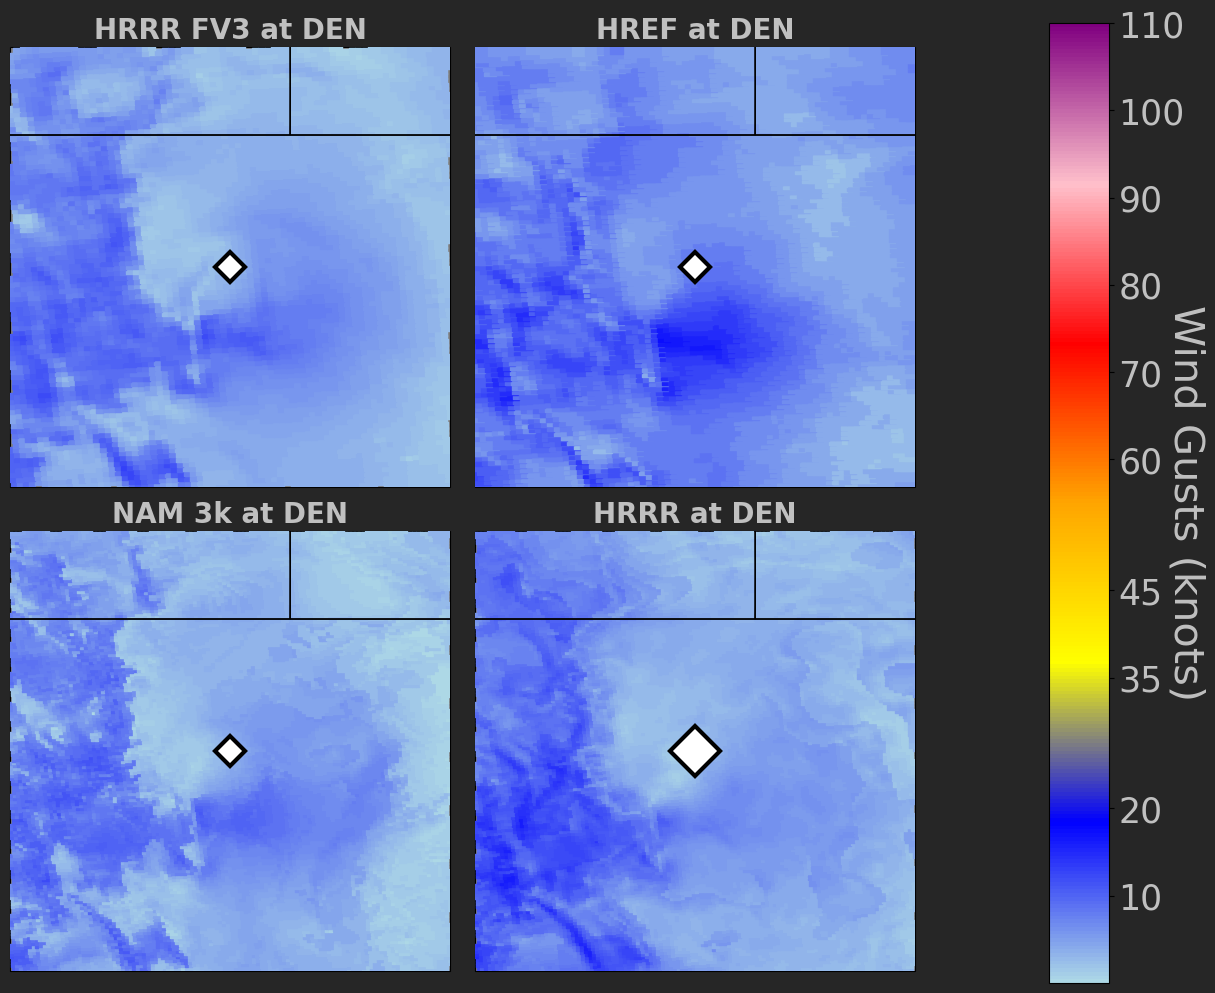 HRRR FV3 at DEN
HREF at DEN
NAM 3k at DEN
HRRR at DEN
110
100
90
80
70
60
45
35
20
10
Wind Gusts (knots)